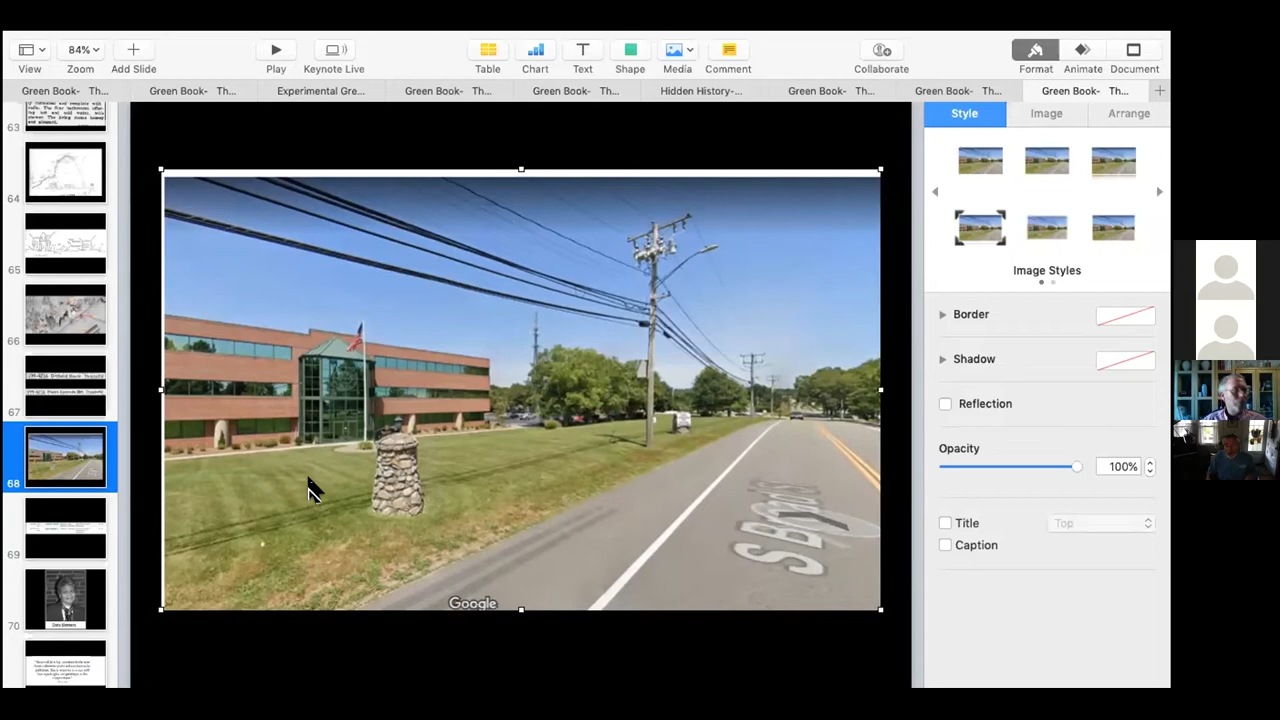 View
84%
Zoom
Add Slide
Play
Keynote Live
Table
Chart
Text
Shape
Media
Comment
Collaborate
Format
Animate
Document
Green Book- Th...
Green Book- Th...
Experimental Gre...
Green Book- Th...
Green Book- Th...
Hidden History-...
Green Book- Th...
Green Book- Th...
Green Book- Th...
Style
Image
Arrange
63
64
65
66
67
68
69
70
Image Styles
Border
Shadow
Reflection
Opacity
100%
Title
Top
Caption
Google